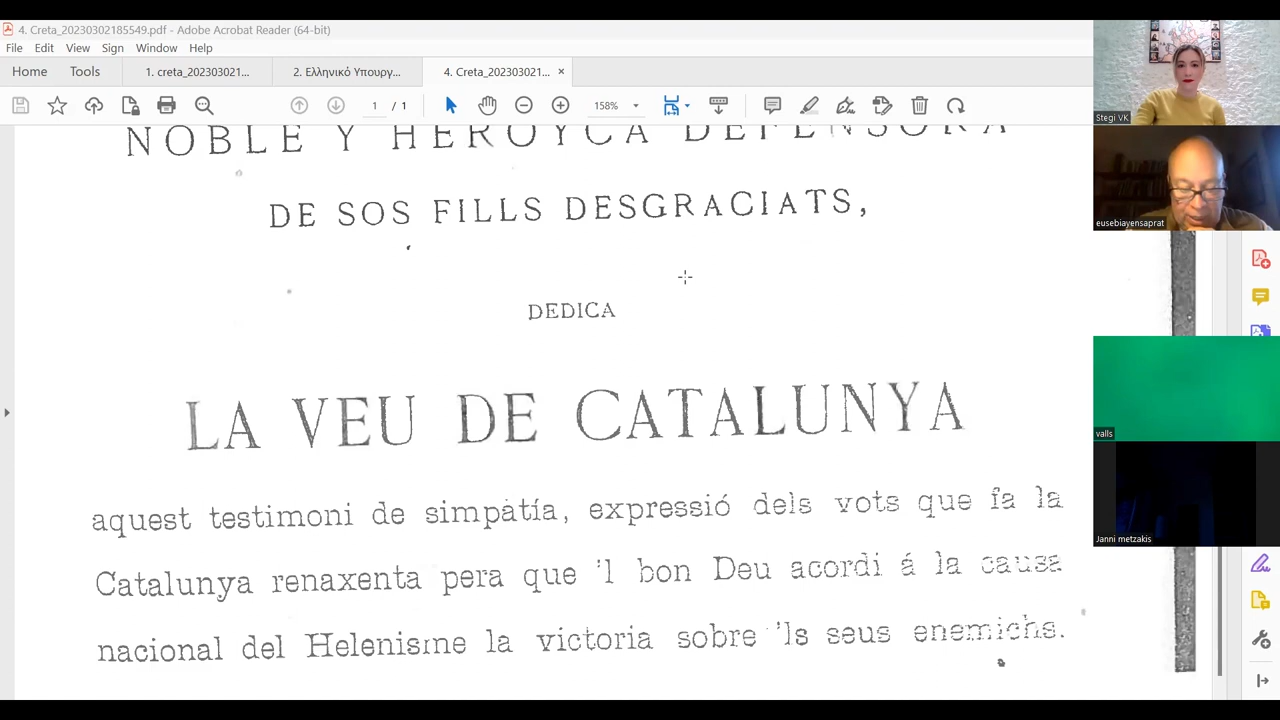 4. Creta_20230302185549.pdf - Adobe Acrobat Reader (64-bit)
File Edit View Sign Window Help
Home Tools 1. creta_202303021... 2. Ελληνικό Υπουργ... 4. Creta_202303021... ×
1 / 1 158%
NOBLE Y HEROYCA DEFENSORA
DE SOS FILLS DESGRACIATS,
DEDICA
LA VEU DE CATALUNYA
aquest testimoni de simpatía, expressió dels vots que fa la
Catalunya renaxenta pera que 'l bon Deu acordi á la causa
nacional del Helenisme la victoria sobre 'ls seus enemichs.
Stegi VK
eusebiayensaprat
valls
Janni metzakis